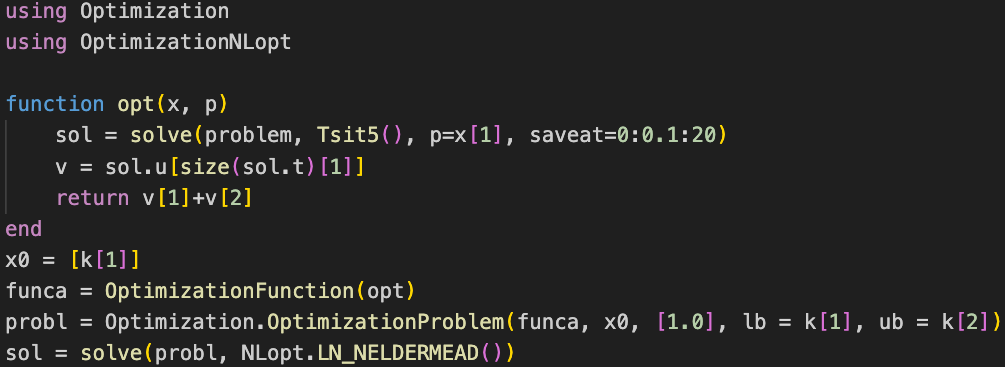 using Optimization
using OptimizationNLopt
function opt(x, p)
sol = solve(problem, Tsit5(), p=x[1], saveat=0:0.1:20)
v = sol.u[size(sol.t)[1]]
return v[1]+v[2]
end
x0 = [k[1]]
funca = OptimizationFunction(opt)
probl = Optimization.OptimizationProblem(funca, x0, [1.0], lb = k[1], ub = k[2])
sol = solve(probl, NLopt.LN_NELDERMEAD())